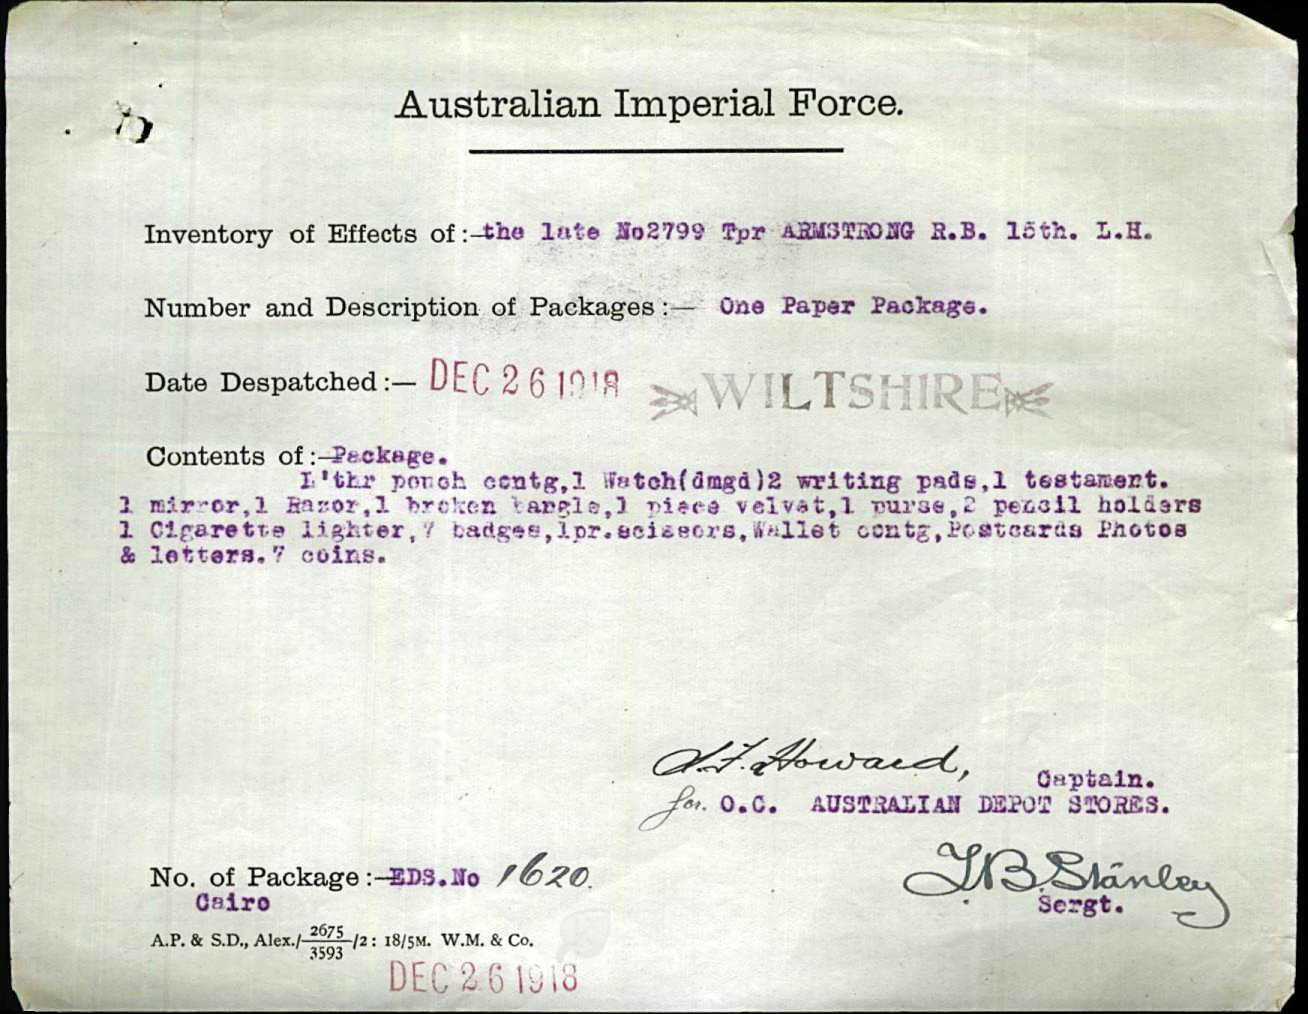 Australian Imperial Force.
Inventory of Effects of:—the late No2799 Tpr ARMSTRONG R.B. 15th. L.H.
Number and Description of Packages:— One Paper Package.
Date Despatched:— DEC 26 1918 WILTSHIRE
Contents of:—Package.
L'thr pouch contg,1 Watch(dmgd)2 writing pads,1 testament.
1 mirror,1 Razor,1 broken bangle,1 piece velvet,1 purse,2 pencil holders
1 Cigarette lighter,7 badges,1pr.scissors,Wallet contg,Postcards Photos
& letters.7 coins.
Howard, Captain.
for. O.C. AUSTRALIAN DEPOT STORES.
Stanley
Sergt.
No. of Package:—EDS.No 1620.
Cairo
A.P. & S.D., Alex./2675/3593/2: 18/5M. W.M. & Co.
DEC 26 1918